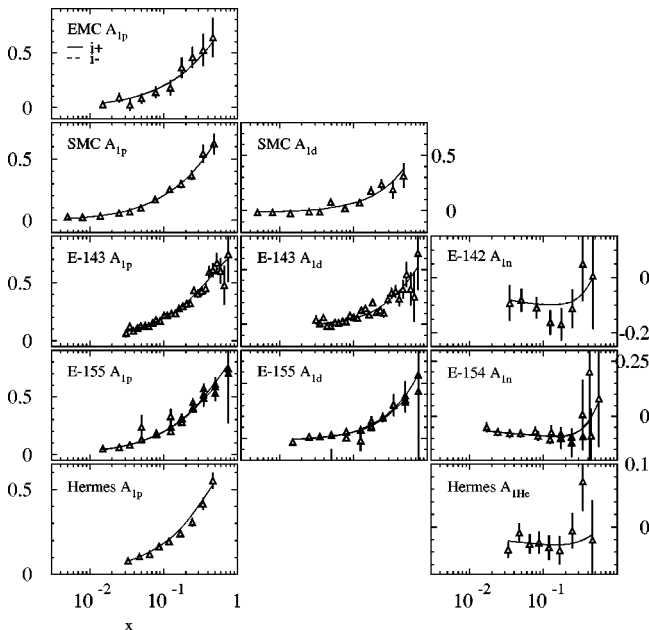 EMC A1p
i+
i-
0.5
0
SMC A1p
SMC A1d
0.5
0.5
0
0
E-143 A1p
E-143 A1d
E-142 A1n
0.5
0
0
-0.2
E-155 A1p
E-155 A1d
E-154 A1n
0.25
0.5
0
0
Hermes A1p
Hermes A1He
0.1
0.5
0
0
10^-2 10^-1 1
10^-2 10^-1 1
x